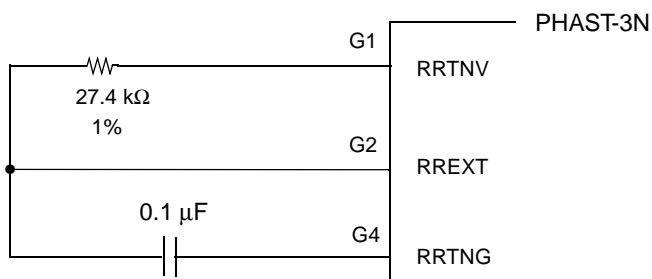 PHAST-3N
G1
RRTNV
27.4 kΩ
1%
G2
RREXT
0.1 μF
G4
RRTNG